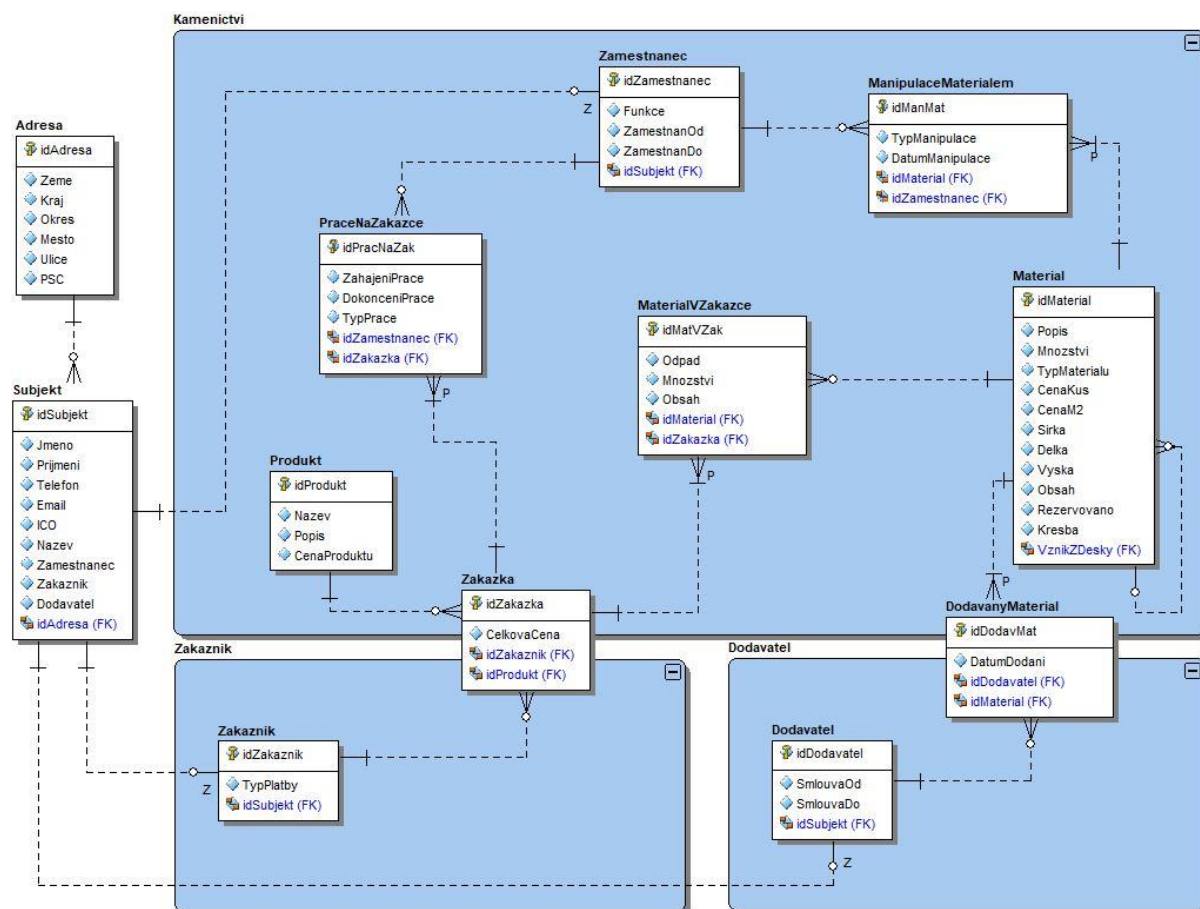 Kamenictvi
Zamestnanec
idZamestnanec
Funkce
ZamestnanOd
ZamestnanDo
idSubjekt (FK)
Z
ManipulaceMaterialem
idManMat
TypManipulace
DatumManipulace
idMaterial (FK)
idZamestnanec (FK)
P
Adresa
idAdresa
Zeme
Kraj
Okres
Mesto
Ulice
PSC
PraceNaZakazce
idPracNaZak
ZahajeniPrace
DokonceniPrace
TypPrace
idZamestnanec (FK)
idZakazka (FK)
P
MaterialVZakazce
idMatVZak
Odpad
Mnozstvi
Obsah
idMaterial (FK)
idZakazka (FK)
P
Material
idMaterial
Popis
Mnozstvi
TypMaterialu
CenaKus
CenaM2
Sirka
Delka
Vyska
Obsah
Rezervovano
Kresba
VznikZDesky (FK)
P
Subjekt
idSubjekt
Jmeno
Prijmeni
Telefon
Email
ICO
Nazev
Zamestnanec
Zakaznik
Dodavatel
idAdresa (FK)
Produkt
idProdukt
Nazev
Popis
CenaProduktu
Zakazka
idZakazka
CelkovaCena
idZakaznik (FK)
idProdukt (FK)
DodavanyMaterial
idDodavMat
DatumDodani
idDodavatel (FK)
idMaterial (FK)
Zakaznik
Zakaznik
idZakaznik
TypPlatby
idSubjekt (FK)
Z
Dodavatel
Dodavatel
idDodavatel
SmlouvaOd
SmlouvaDo
idSubjekt (FK)
Z